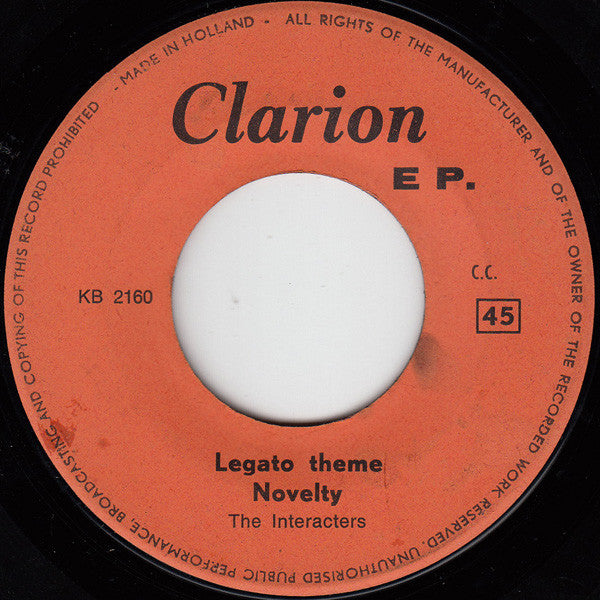 - MADE IN HOLLAND - ALL RIGHTS OF THE MANUFACTURER AND OF THE OWNER OF THE RECORDED WORK RESERVED. UNAUTHORISED PUBLIC PERFORMANCE, BROADCASTING AND COPYING OF THIS RECORD PROHIBITED
Clarion
E P.
C.C.
KB 2160
45
Legato theme
Novelty
The Interacters